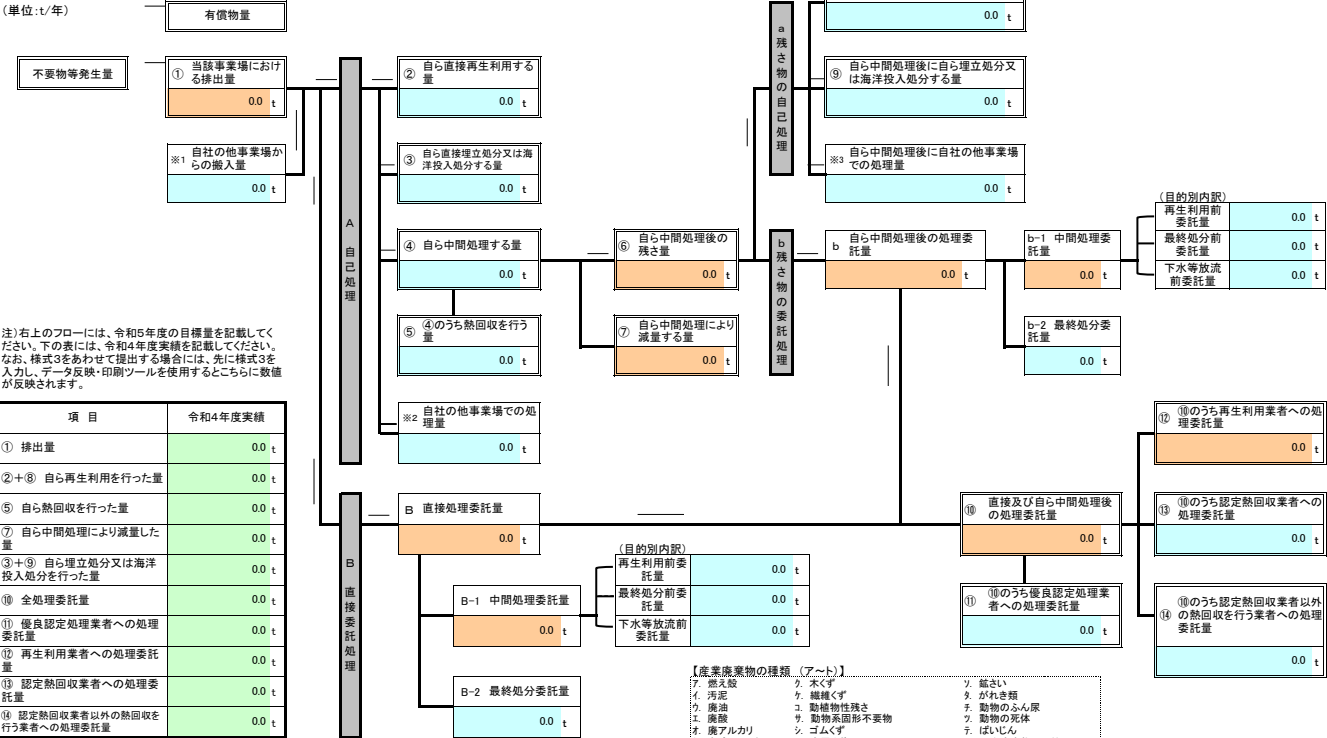 (単位:t/年)
有償物量
不要物等発生量
① 当該事業場におけ
る排出量
0.0 t
※1 自社の他事業場か
らの搬入量
0.0 t
A 自己処理
② 自ら直接再生利用する
量
0.0 t
③ 自ら直接埋立処分又は海
洋投入処分する量
0.0 t
④ 自ら中間処理する量
0.0 t
⑤ ④のうち熱回収を行う
量
0.0 t
※2 自社の他事業場での処
理量
0.0 t
⑥ 自ら中間処理後の
残さ量
0.0 t
⑦ 自ら中間処理により
減量する量
0.0 t
a 残さ物の自己処理
0.0 t
⑨ 自ら中間処理後に自ら埋立処分又
は海洋投入処分する量
0.0 t
※3 自ら中間処理後に自社の他事業場
での処理量
0.0 t
b 残さ物の委託処理
b 自ら中間処理後の処理委
託量
0.0 t
b-1 中間処理委
託量
0.0 t
b-2 最終処分委
託量
0.0 t
(目的別内訳)
再生利用前
委託量
0.0 t
最終処分前
委託量
0.0 t
下水等放流
前委託量
0.0 t
注)右上のフローには、令和5年度の目標量を記載してく
ださい。下の表には、令和4年度実績を記載してください。
なお、様式3をあわせて提出する場合には、先に様式3を
入力し、データ反映・印刷ツールを使用するとこちらに数値
が反映されます。
項 目 令和4年度実績
① 排出量 0.0 t
②+⑧ 自ら再生利用を行った量 0.0 t
⑤ 自ら熱回収を行った量 0.0 t
⑦ 自ら中間処理により減量した
量 0.0 t
③+⑨ 自ら埋立処分又は海洋
投入処分を行った量 0.0 t
⑩ 全処理委託量 0.0 t
⑪ 優良認定処理業者への処理
委託量 0.0 t
⑫ 再生利用業者への処理委託
量 0.0 t
⑬ 認定熱回収業者への処理委
託量 0.0 t
⑭ 認定熱回収業者以外の熱回収を
行う業者への処理委託量 0.0 t
B 直接委託処理
B 直接処理委託量
0.0 t
B-1 中間処理委託量
0.0 t
B-2 最終処分委託量
0.0 t
(目的別内訳)
再生利用前委
託量
0.0 t
最終処分前委
託量
0.0 t
下水等放流前
委託量
0.0 t
⑩ 直接及び自ら中間処理後
の処理委託量
0.0 t
⑪ ⑩のうち優良認定処理業
者への処理委託量
0.0 t
⑫ ⑩のうち再生利用業者への処
理委託量
0.0 t
⑬ ⑩のうち認定熱回収業者への
処理委託量
0.0 t
⑭ ⑩のうち認定熱回収業者以外
の熱回収を行う業者への処理
委託量
0.0 t
【産業廃棄物の種類 (ア~ト)】
ア. 燃え殻 ク. 木くず ソ. 鉱さい
イ. 汚泥 ケ. 繊維くず タ. がれき類
ウ. 廃油 コ. 動植物性残さ チ. 動物のふん尿
エ. 廃酸 サ. 動物系固形不要物 ツ. 動物の死体
オ. 廃アルカリ シ. ゴムくず テ. ばいじん